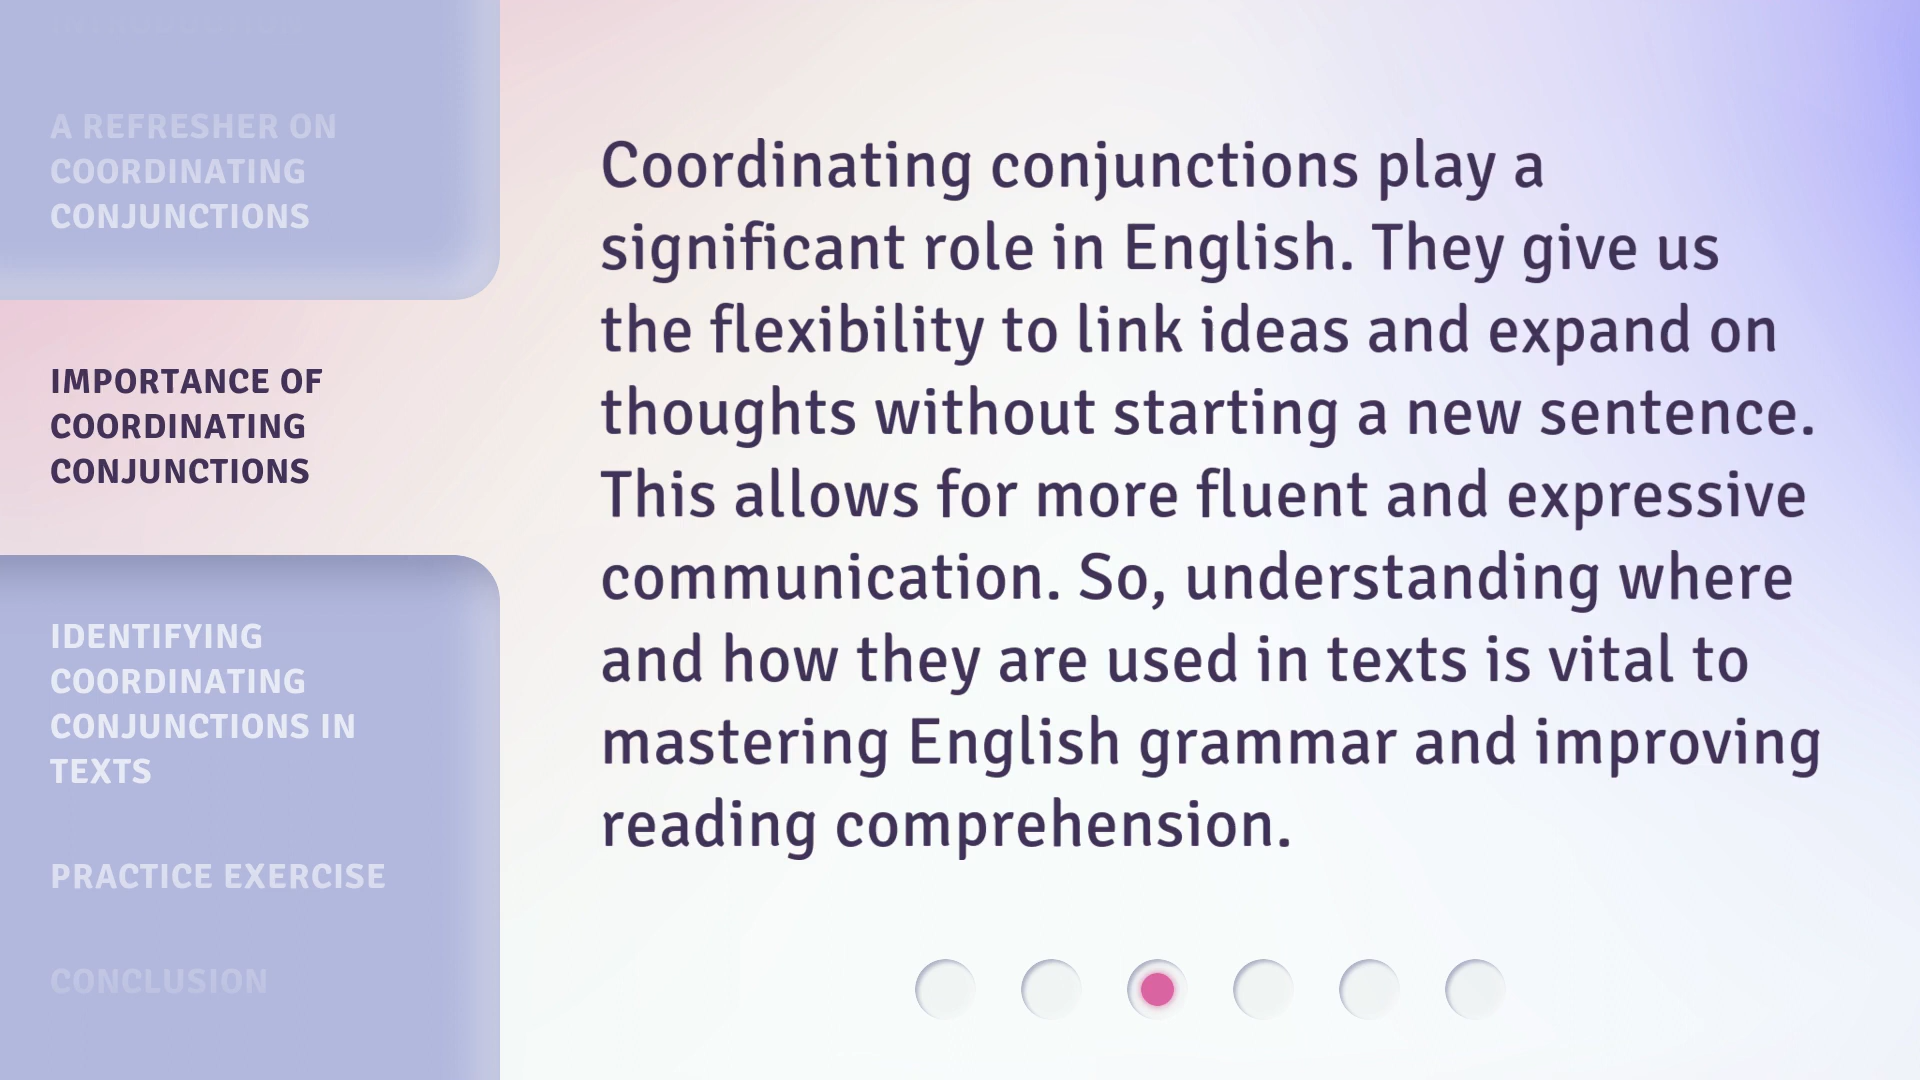 INTRODUCTION
A REFRESHER ON
COORDINATING
CONJUNCTIONS
IMPORTANCE OF
COORDINATING
CONJUNCTIONS
IDENTIFYING
COORDINATING
CONJUNCTIONS IN
TEXTS
PRACTICE EXERCISE
CONCLUSION
Coordinating conjunctions play a
significant role in English. They give us
the flexibility to link ideas and expand on
thoughts without starting a new sentence.
This allows for more fluent and expressive
communication. So, understanding where
and how they are used in texts is vital to
mastering English grammar and improving
reading comprehension.